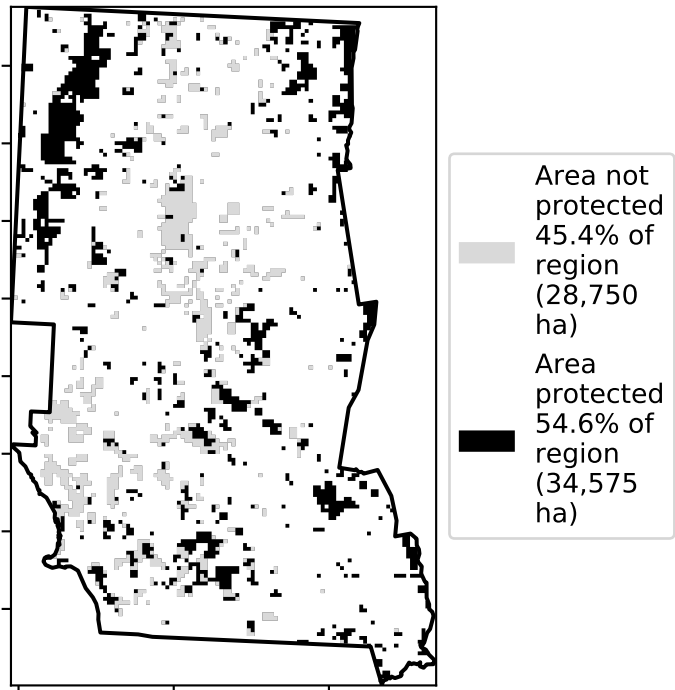 Area not
protected
45.4% of
region
(28,750
ha)
Area
protected
54.6% of
region
(34,575
ha)